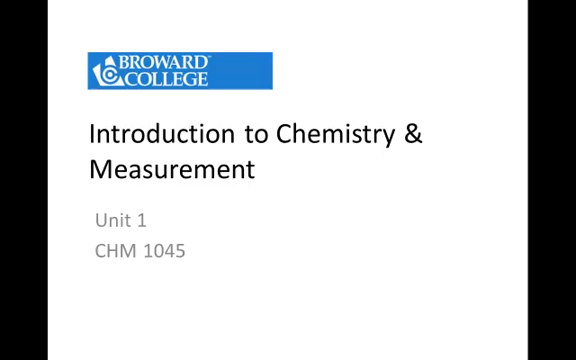 BROWARD
COLLEGE
Introduction to Chemistry &
Measurement
Unit 1
CHM 1045